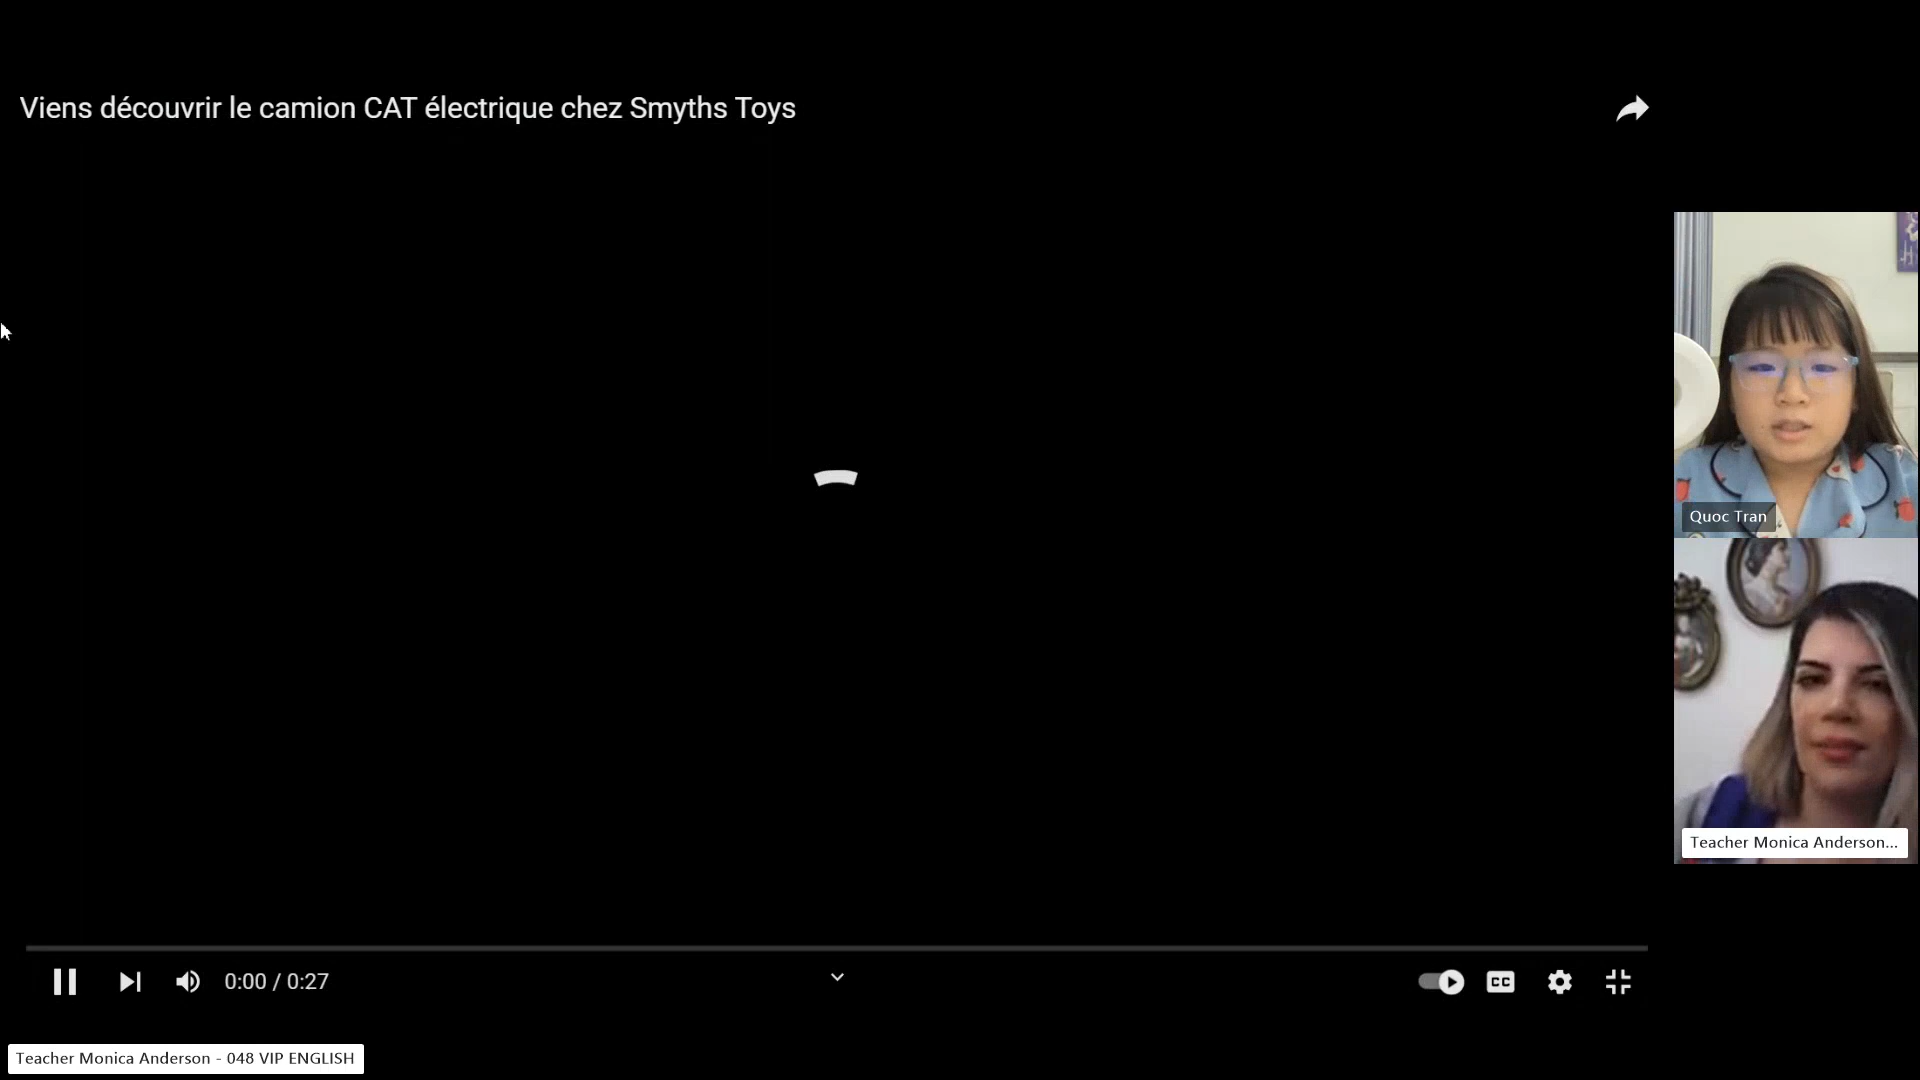 Viens découvrir le camion CAT électrique chez Smyths Toys
Quoc Tran
Teacher Monica Anderson...
0:00 / 0:27
CC
Teacher Monica Anderson - 048 VIP ENGLISH